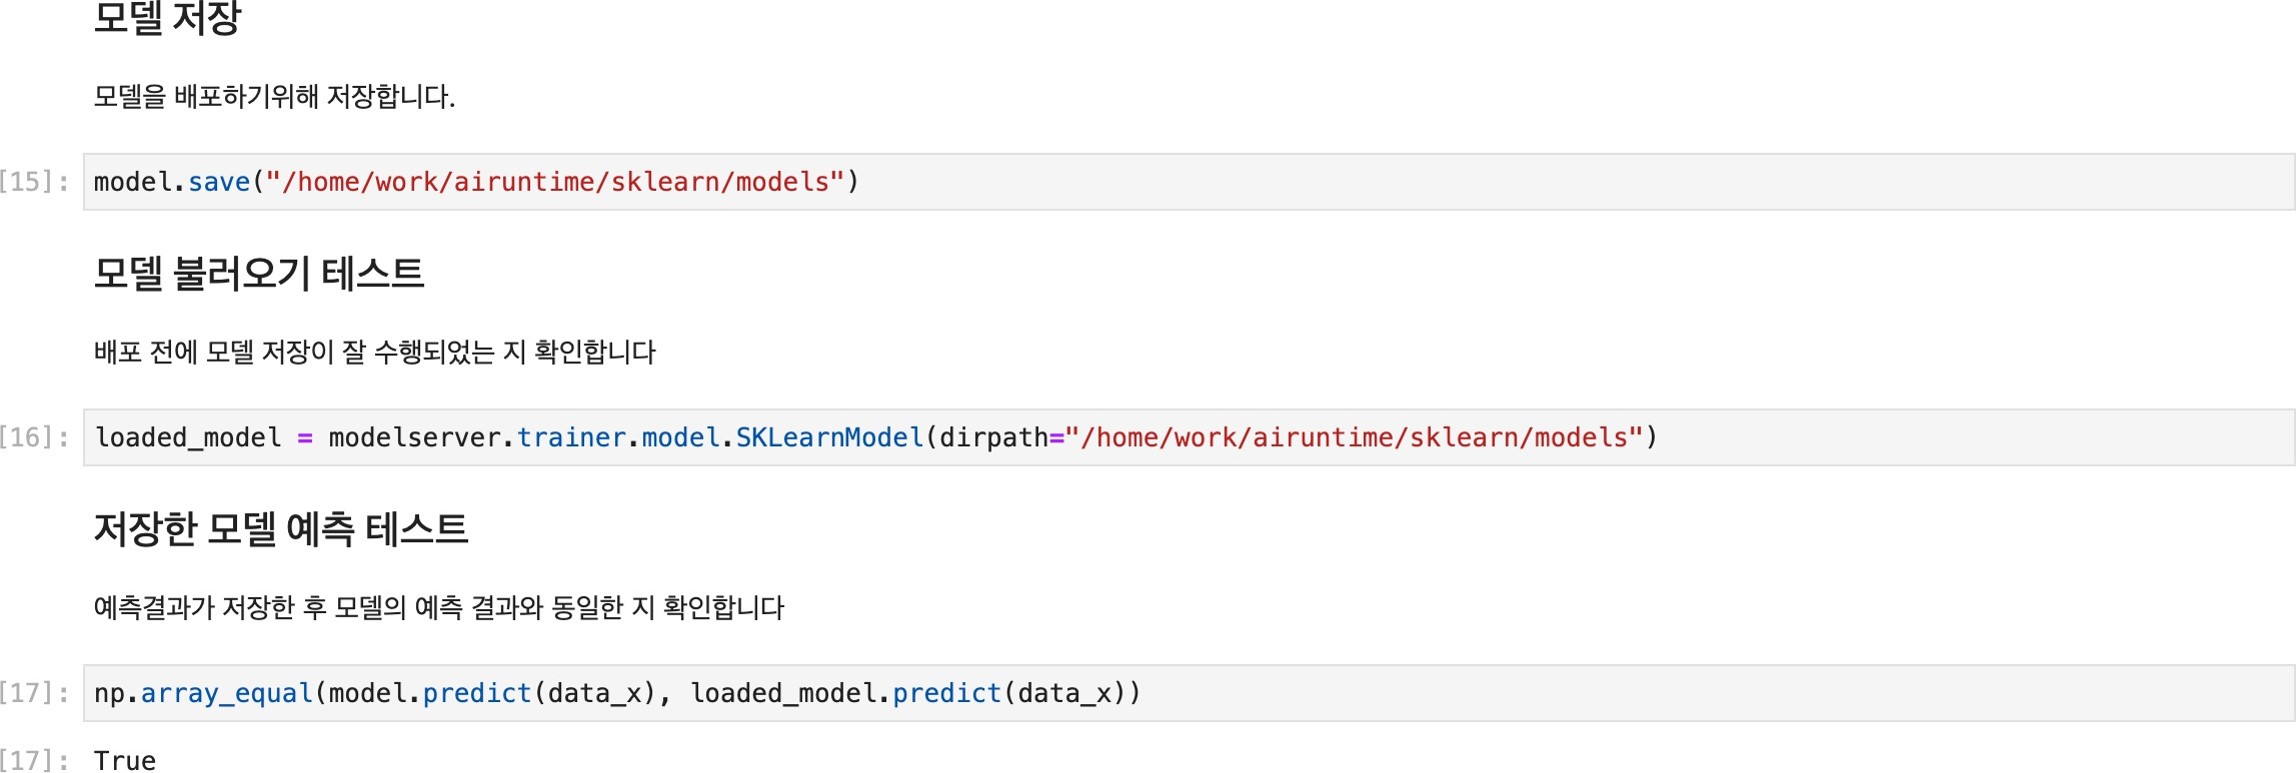 모델 저장
모델을 배포하기위해 저장합니다.
[15]: model.save("/home/work/airuntime/sklearn/models")
모델 불러오기 테스트
배포 전에 모델 저장이 잘 수행되었는 지 확인합니다
[16]: loaded_model = modelserver.trainer.model.SKLearnModel(dirpath="/home/work/airuntime/sklearn/models")
저장한 모델 예측 테스트
예측결과가 저장한 후 모델의 예측 결과와 동일한 지 확인합니다
[17]: np.array_equal(model.predict(data_x), loaded_model.predict(data_x))
[17]: True